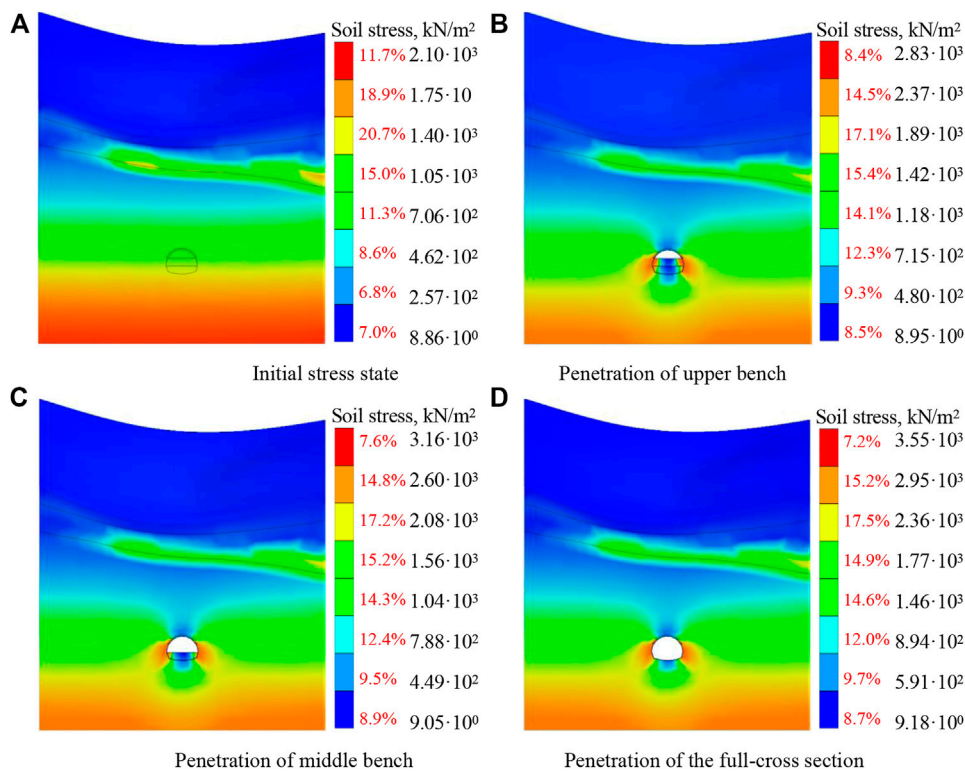 A
Soil stress, kN/m²
11.7% 2.10·10³
18.9% 1.75·10
20.7% 1.40·10³
15.0% 1.05·10³
11.3% 7.06·10²
8.6% 4.62·10²
6.8% 2.57·10²
7.0% 8.86·10⁰
Initial stress state
B
Soil stress, kN/m²
8.4% 2.83·10³
14.5% 2.37·10³
17.1% 1.89·10³
15.4% 1.42·10³
14.1% 1.18·10³
12.3% 7.15·10²
9.3% 4.80·10²
8.5% 8.95·10⁰
Penetration of upper bench
C
Soil stress, kN/m²
7.6% 3.16·10³
14.8% 2.60·10³
17.2% 2.08·10³
15.2% 1.56·10³
14.3% 1.04·10³
12.4% 7.88·10²
9.5% 4.49·10²
8.9% 9.05·10⁰
Penetration of middle bench
D
Soil stress, kN/m²
7.2% 3.55·10³
15.2% 2.95·10³
17.5% 2.36·10³
14.9% 1.77·10³
14.6% 1.46·10³
12.0% 8.94·10²
9.7% 5.91·10²
8.7% 9.18·10⁰
Penetration of the full-cross section